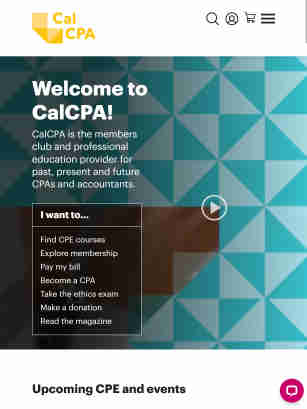 Cal
CPA
Welcome to
CalCPA!
CalCPA is the members
club and professional
education provider for
past, present and future
CPAs and accountants.
I want to...
Find CPE courses
Explore membership
Pay my bill
Become a CPA
Take the ethics exam
Make a donation
Read the magazine
Upcoming CPE and events